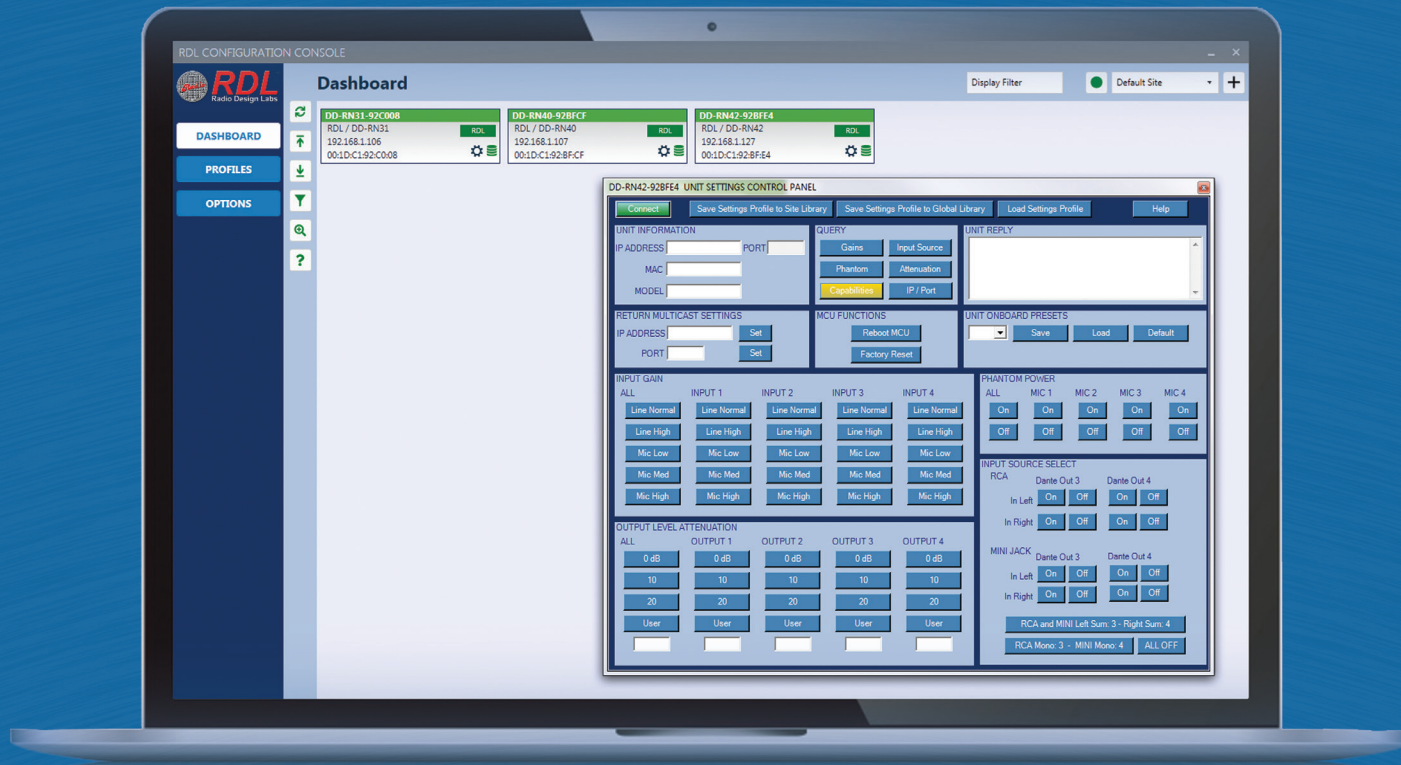 RDL CONFIGURATION CONSOLE
RDL
Radio Design Labs
Dashboard
Display Filter
Default Site
DASHBOARD
PROFILES
OPTIONS
?
DD-RN31-92C008
RDL / DD-RN31
RDL
192.168.1.106
00:1D:C1:92:C0:08
DD-RN40-92BFCF
RDL / DD-RN40
RDL
192.168.1.107
00:1D:C1:92:BF:CF
DD-RN42-92BFE4
RDL / DD-RN42
RDL
192.168.1.127
00:1D:C1:92:BF:E4
DD-RN42-92BFE4 UNIT SETTINGS CONTROL PANEL
Connect
Save Settings Profile to Site Library
Save Settings Profile to Global Library
Load Settings Profile
Help
UNIT INFORMATION
IP ADDRESS PORT
MAC
MODEL
QUERY
Gains Input Source
Phantom Attenuation
Capabilities IP / Port
UNIT REPLY
RETURN MULTICAST SETTINGS
IP ADDRESS Set
PORT Set
MCU FUNCTIONS
Reboot MCU
Factory Reset
UNIT ONBOARD PRESETS
Save Load Default
INPUT GAIN
ALL INPUT 1 INPUT 2 INPUT 3 INPUT 4
Line Normal Line Normal Line Normal Line Normal Line Normal
Line High Line High Line High Line High Line High
Mic Low Mic Low Mic Low Mic Low Mic Low
Mic Med Mic Med Mic Med Mic Med Mic Med
Mic High Mic High Mic High Mic High Mic High
PHANTOM POWER
ALL MIC 1 MIC 2 MIC 3 MIC 4
On On On On On
Off Off Off Off Off
OUTPUT LEVEL ATTENUATION
ALL OUTPUT 1 OUTPUT 2 OUTPUT 3 OUTPUT 4
0 dB 0 dB 0 dB 0 dB 0 dB
10 10 10 10 10
20 20 20 20 20
User User User User User
INPUT SOURCE SELECT
RCA Dante Out 3 Dante Out 4
In Left On Off On Off
In Right On Off On Off
MINI JACK Dante Out 3 Dante Out 4
In Left On Off On Off
In Right On Off On Off
RCA and MINI Left Sum: 3 - Right Sum: 4
RCA Mono: 3 - MINI Mono: 4 ALL OFF